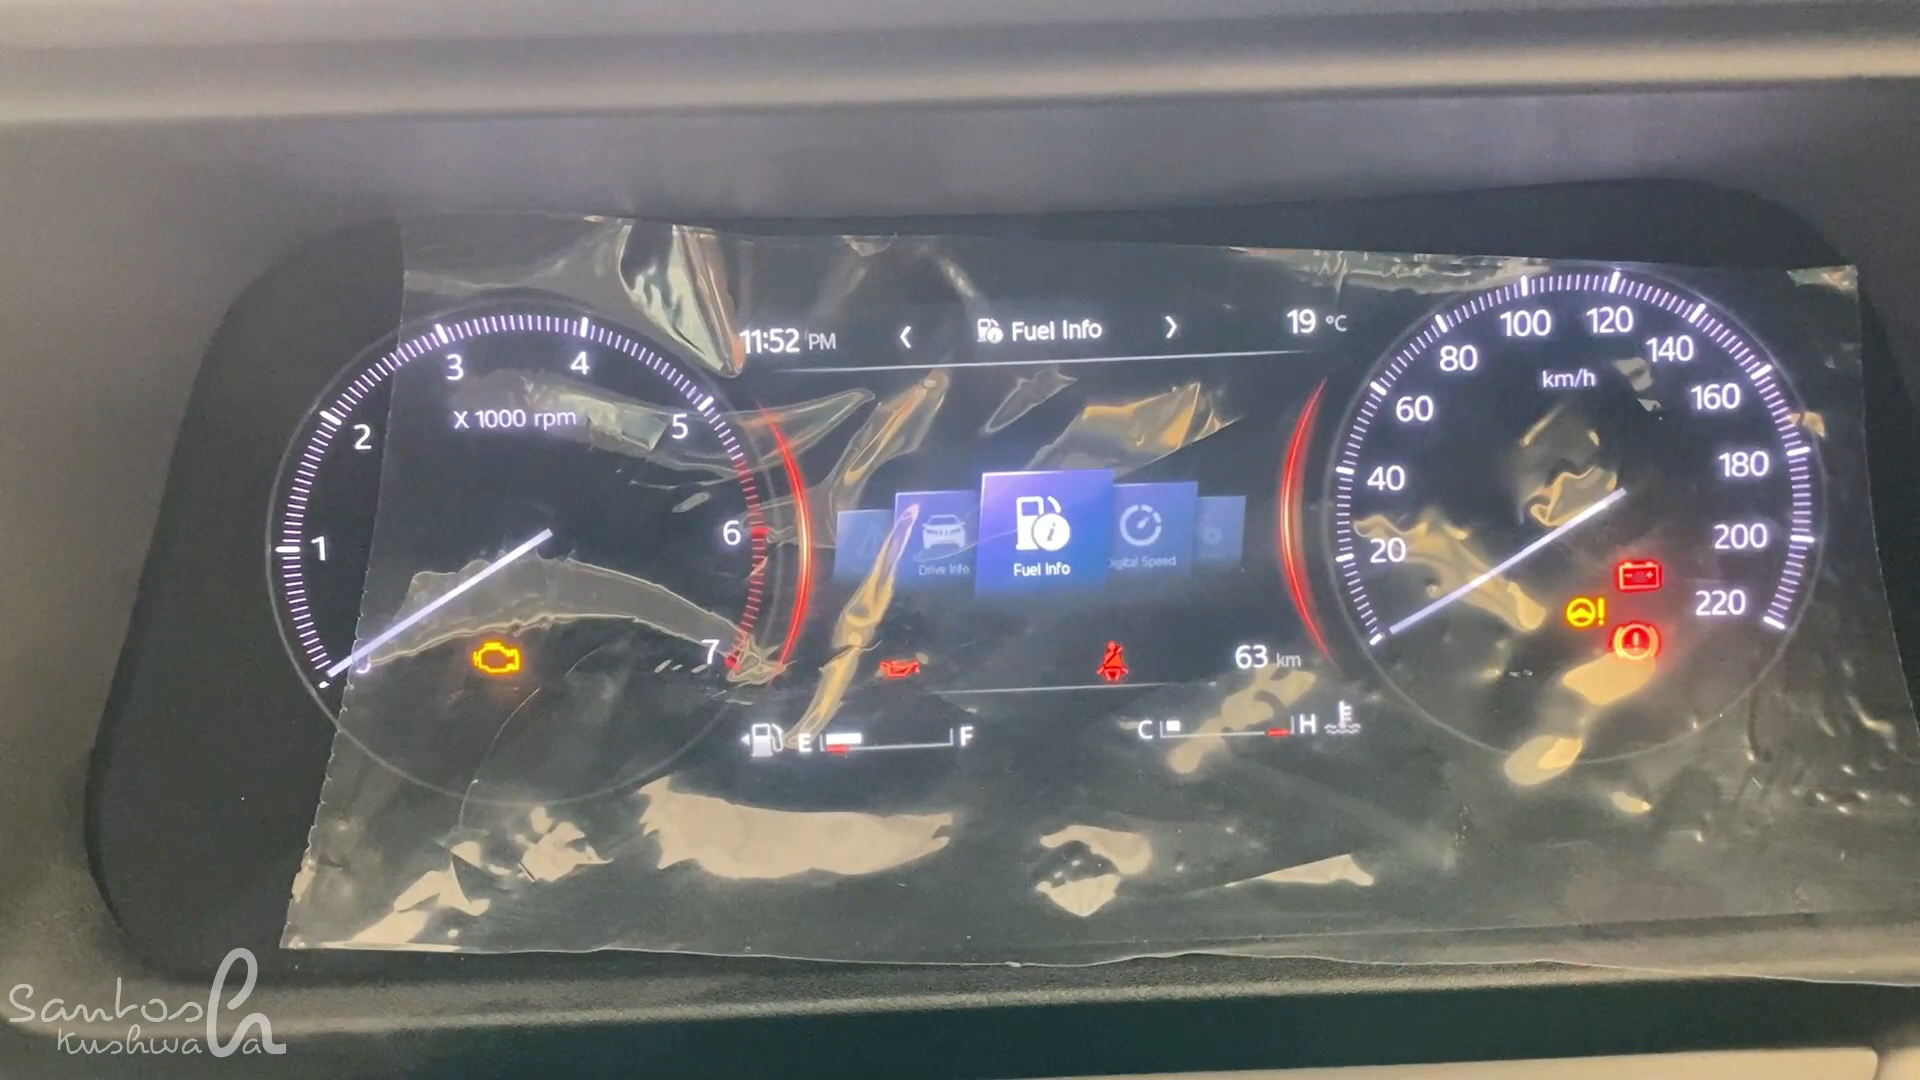 11:52 PM < Fuel Info > 19 °C
3 4
2 X 1000 rpm 5
1 6
7
100 120
80 140
km/h
60 160
40 180
20 200
220
Drive Info Fuel Info Digital Speed
63 km
E F C H
Santosh
Kushwaha